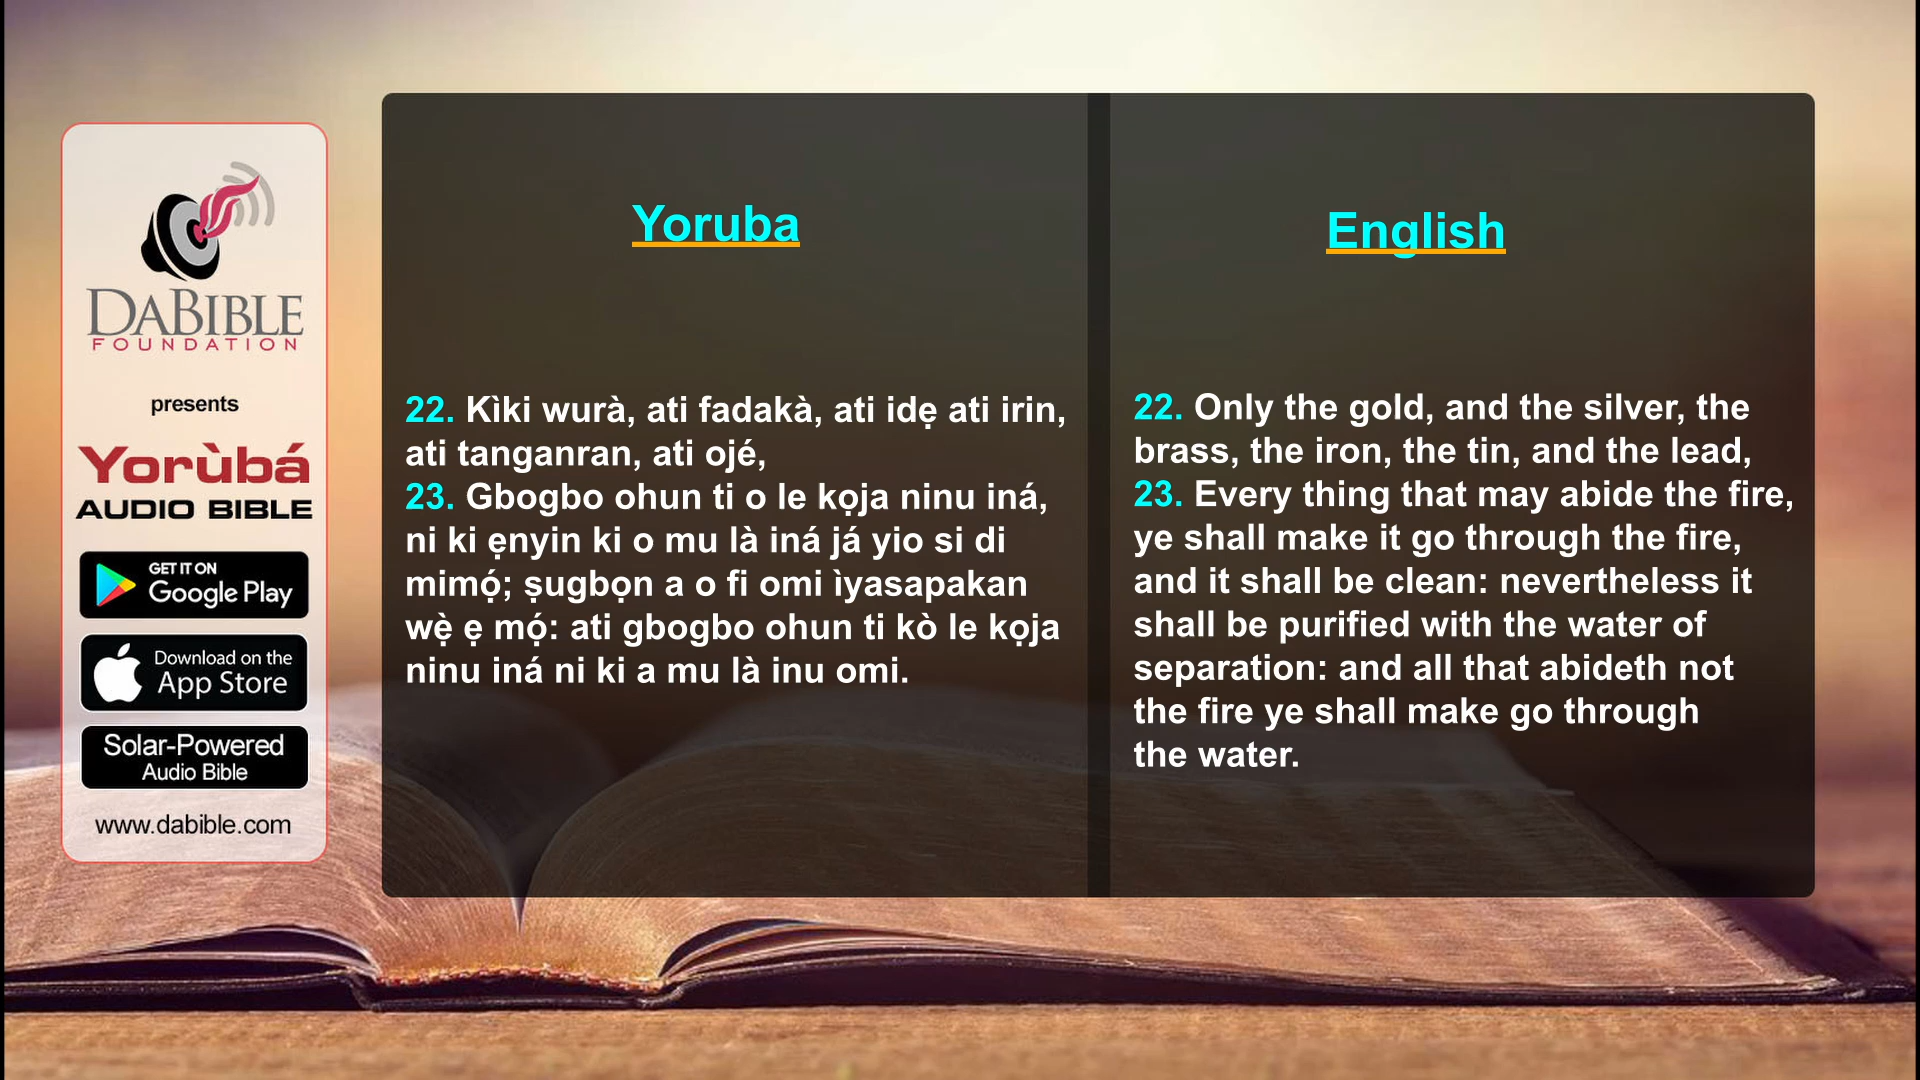 DABIBLE
FOUNDATION
presents
Yorùbá
AUDIO BIBLE
GET IT ON
Google Play
Download on the
App Store
Solar-Powered
Audio Bible
www.dabible.com
Yoruba
22. Kìki wurà, ati fadakà, ati idẹ ati irin,
ati tanganran, ati ojé,
23. Gbogbo ohun ti o le kọja ninu iná,
ni ki ẹnyin ki o mu là iná já yio si di
mimọ́; ṣugbọn a o fi omi ìyasapakan
wẹ̀ ẹ mọ́: ati gbogbo ohun ti kò le kọja
ninu iná ni ki a mu là inu omi.
English
22. Only the gold, and the silver, the
brass, the iron, the tin, and the lead,
23. Every thing that may abide the fire,
ye shall make it go through the fire,
and it shall be clean: nevertheless it
shall be purified with the water of
separation: and all that abideth not
the fire ye shall make go through
the water.